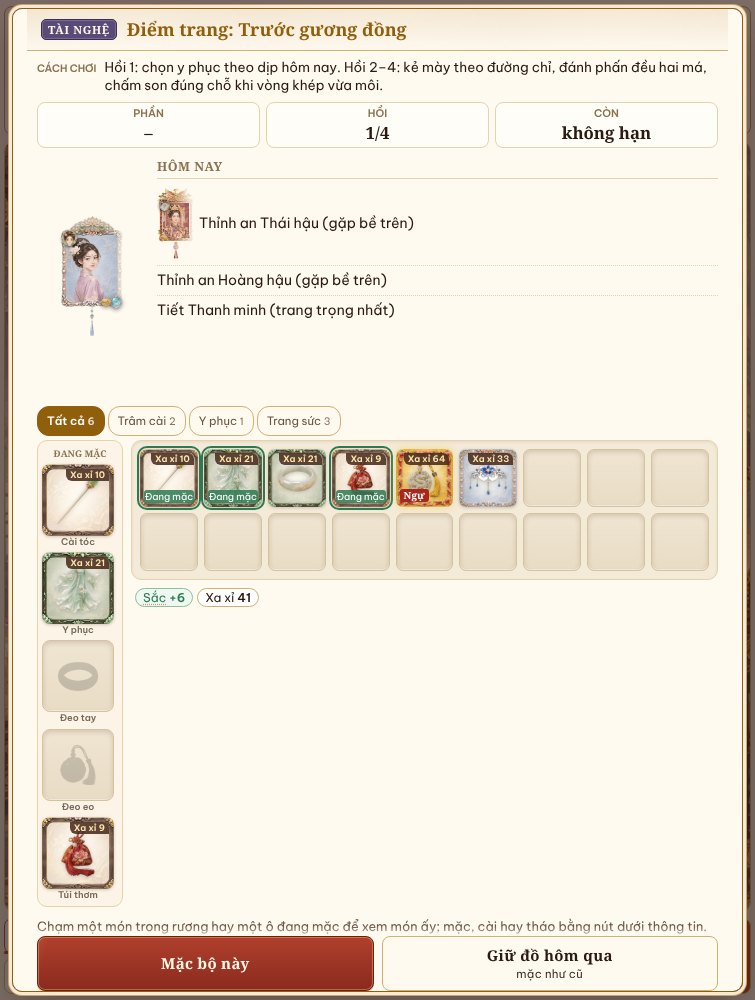 TÀI NGHỆ Điểm trang: Trước gương đồng
CÁCH CHƠI Hồi 1: chọn y phục theo dịp hôm nay. Hồi 2–4: kẻ mày theo đường chỉ, đánh phấn đều hai má,
chấm son đúng chỗ khi vòng khép vừa môi.
PHẤN
–
HỒI
1/4
CÒN
không hạn
HÔM NAY
Thỉnh an Thái hậu (gặp bề trên)
Thỉnh an Hoàng hậu (gặp bề trên)
Tiết Thanh minh (trang trọng nhất)
Tất cả 6
Trâm cài 2
Y phục 1
Trang sức 3
ĐANG MẶC
Xa xỉ 10
Cài tóc
Xa xỉ 21
Y phục
Đeo tay
Đeo eo
Xa xỉ 9
Túi thơm
Xa xỉ 10
Đang mặc
Xa xỉ 21
Đang mặc
Xa xỉ 21
Xa xỉ 9
Đang mặc
Xa xỉ 64
Ngự
Xa xỉ 33
Sắc +6
Xa xỉ 41
Chạm một món trong rương hay một ô đang mặc để xem món ấy; mặc, cài hay tháo bằng nút dưới thông tin.
Mặc bộ này
Giữ đồ hôm qua
mặc như cũ